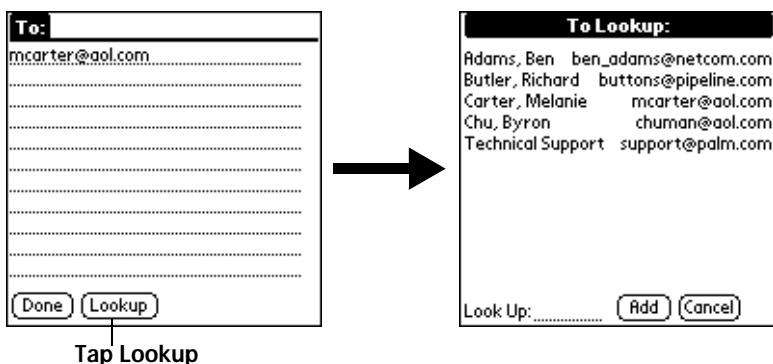 To:
mcarter@aol.com
Done Lookup
Tap Lookup
To Lookup:
Adams, Ben ben_adams@netcom.com
Butler, Richard buttons@pipeline.com
Carter, Melanie mcarter@aol.com
Chu, Byron chuman@aol.com
Technical Support support@palm.com
Look Up: Add Cancel